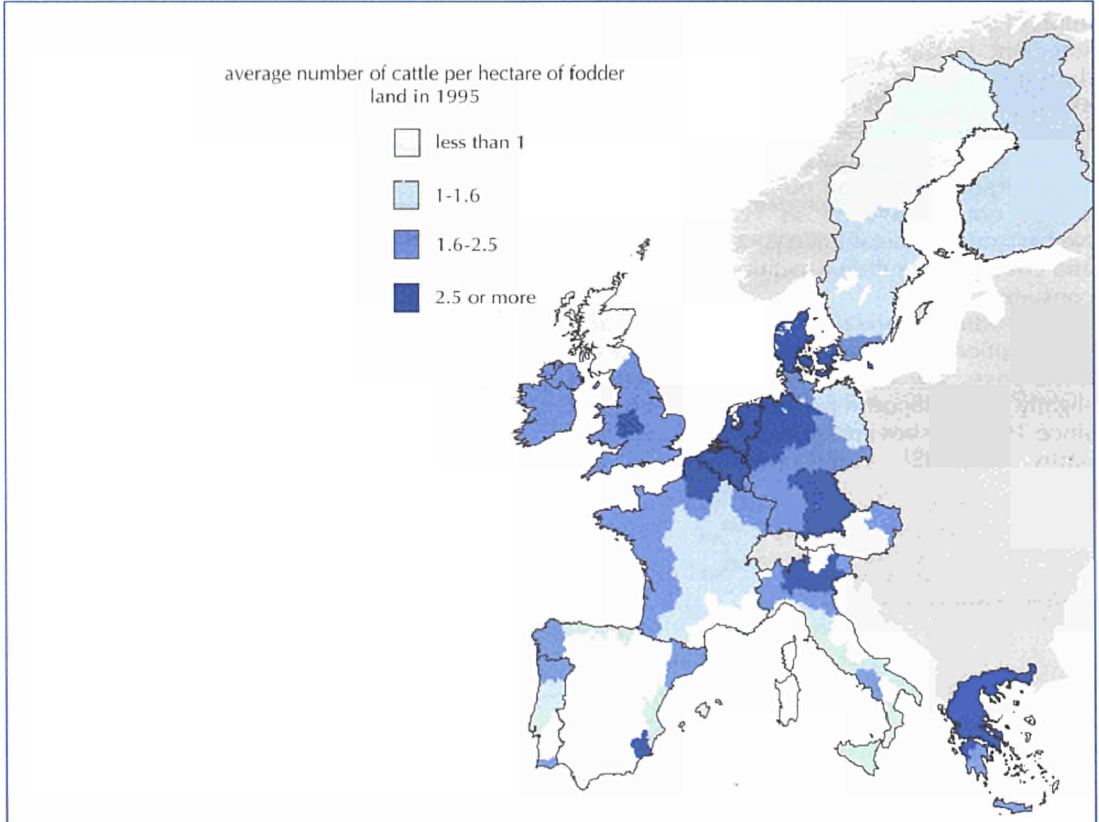 average number of cattle per hectare of fodder
land in 1995
less than 1
1-1.6
1.6-2.5
2.5 or more